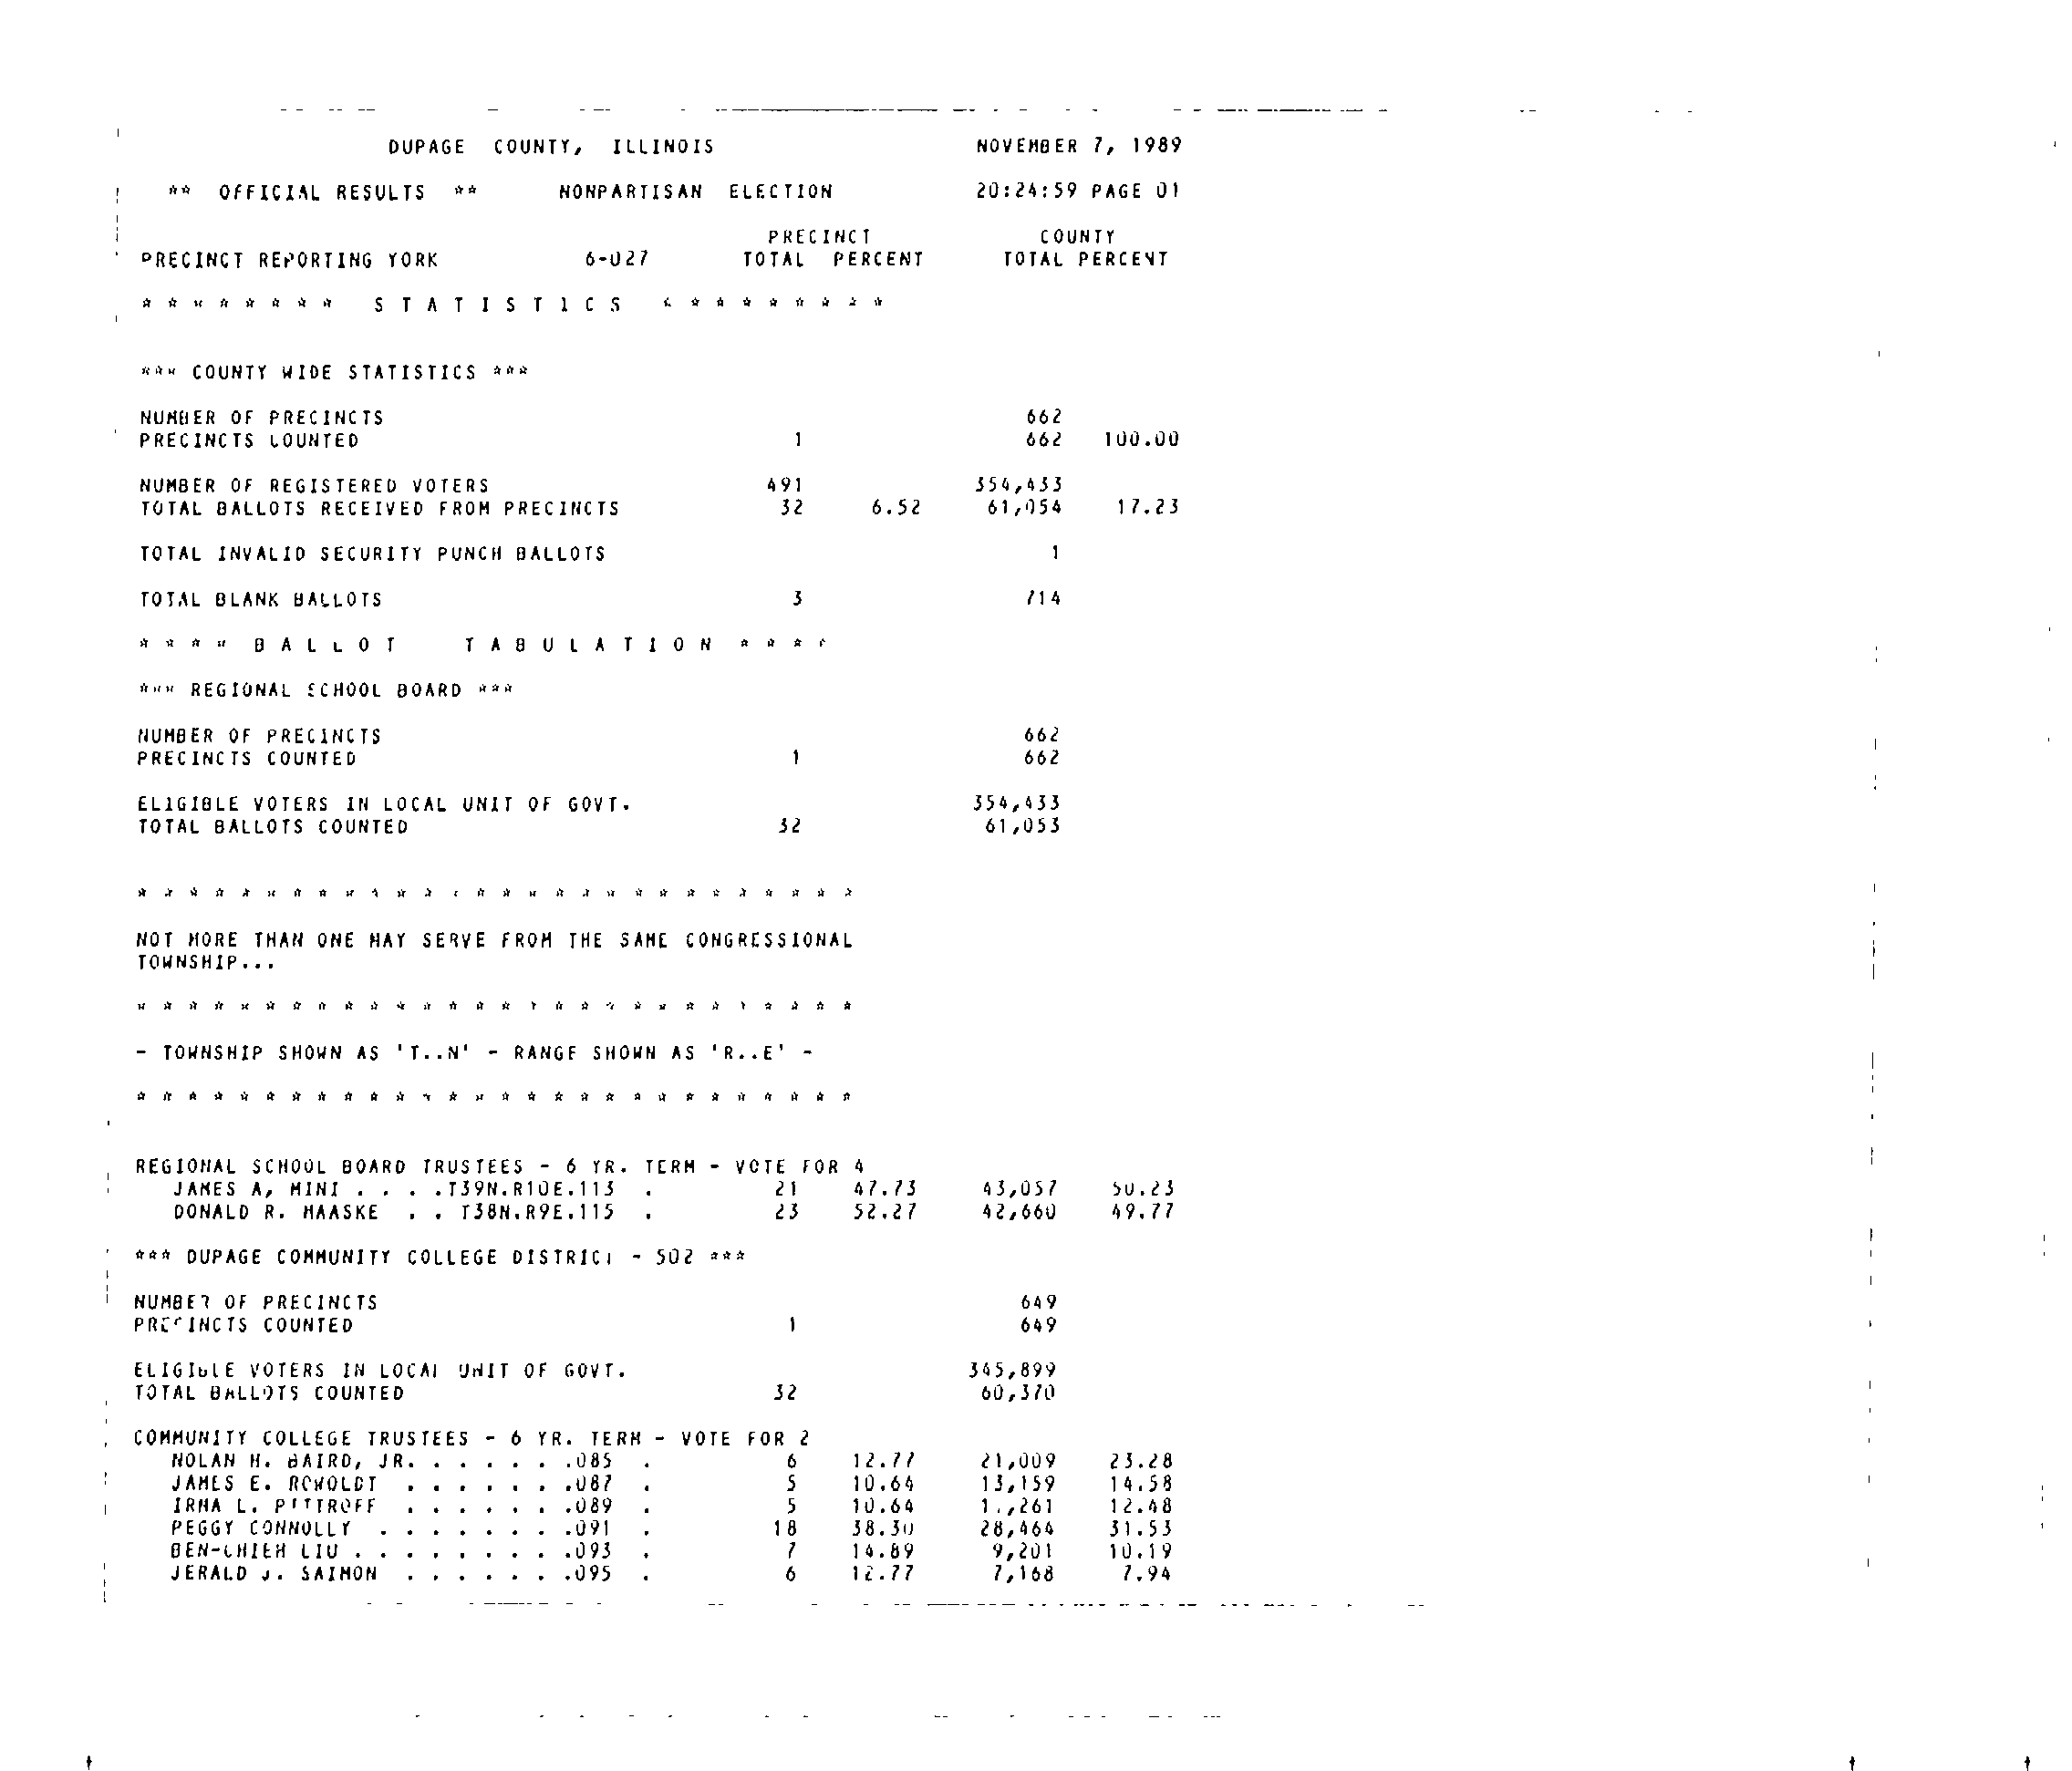 DUPAGE COUNTY, ILLINOIS NOVEMBER 7, 1989
** OFFICIAL RESULTS ** NONPARTISAN ELECTION 20:24:59 PAGE 01
PRECINCT COUNTY
PRECINCT REPORTING YORK 6-027 TOTAL PERCENT TOTAL PERCENT
* * * * * * * * S T A T I S T I C S * * * * * * * * *
*** COUNTY WIDE STATISTICS ***
NUMBER OF PRECINCTS 662
PRECINCTS COUNTED 1 662 100.00
NUMBER OF REGISTERED VOTERS 491 354,433
TOTAL BALLOTS RECEIVED FROM PRECINCTS 32 6.52 61,054 17.23
TOTAL INVALID SECURITY PUNCH BALLOTS 1
TOTAL BLANK BALLOTS 3 714
* * * * B A L L O T T A B U L A T I O N * * * *
*** REGIONAL SCHOOL BOARD ***
NUMBER OF PRECINCTS 662
PRECINCTS COUNTED 1 662
ELIGIBLE VOTERS IN LOCAL UNIT OF GOVT. 354,433
TOTAL BALLOTS COUNTED 32 61,053
* * * * * * * * * * * * * * * * * * * * * * * * * * * *
NOT MORE THAN ONE MAY SERVE FROM THE SAME CONGRESSIONAL
TOWNSHIP...
* * * * * * * * * * * * * * * * * * * * * * * * * * * *
- TOWNSHIP SHOWN AS 'T..N' - RANGE SHOWN AS 'R..E' -
* * * * * * * * * * * * * * * * * * * * * * * * * * * *
REGIONAL SCHOOL BOARD TRUSTEES - 6 YR. TERM - VOTE FOR 4
JAMES A, MINI . . . .T39N.R10E.113 . 21 47.73 43,057 50.23
DONALD R. HAASKE . . T38N.R9E.115 . 23 52.27 42,660 49.77
*** DUPAGE COMMUNITY COLLEGE DISTRICT - 502 ***
NUMBER OF PRECINCTS 649
PRECINCTS COUNTED 1 649
ELIGIBLE VOTERS IN LOCAL UNIT OF GOVT. 345,899
TOTAL BALLOTS COUNTED 32 60,370
COMMUNITY COLLEGE TRUSTEES - 6 YR. TERM - VOTE FOR 2
NOLAN H. BAIRD, JR. . . . . . .085 . 6 12.77 21,009 23.28
JAMES E. ROWOLDT . . . . . . .087 . 5 10.64 13,159 14.58
IRMA L. PITTROFF . . . . . . .089 . 5 10.64 12.48
PEGGY CONNOLLY . . . . . . . .091 . 18 38.30 28,464 31.53
BEN-CHIEH LIU . . . . . . . . .093 . 7 14.89 9,201 10.19
JERALD J. SAIMON . . . . . . .095 . 6 12.77 7,168 7.94